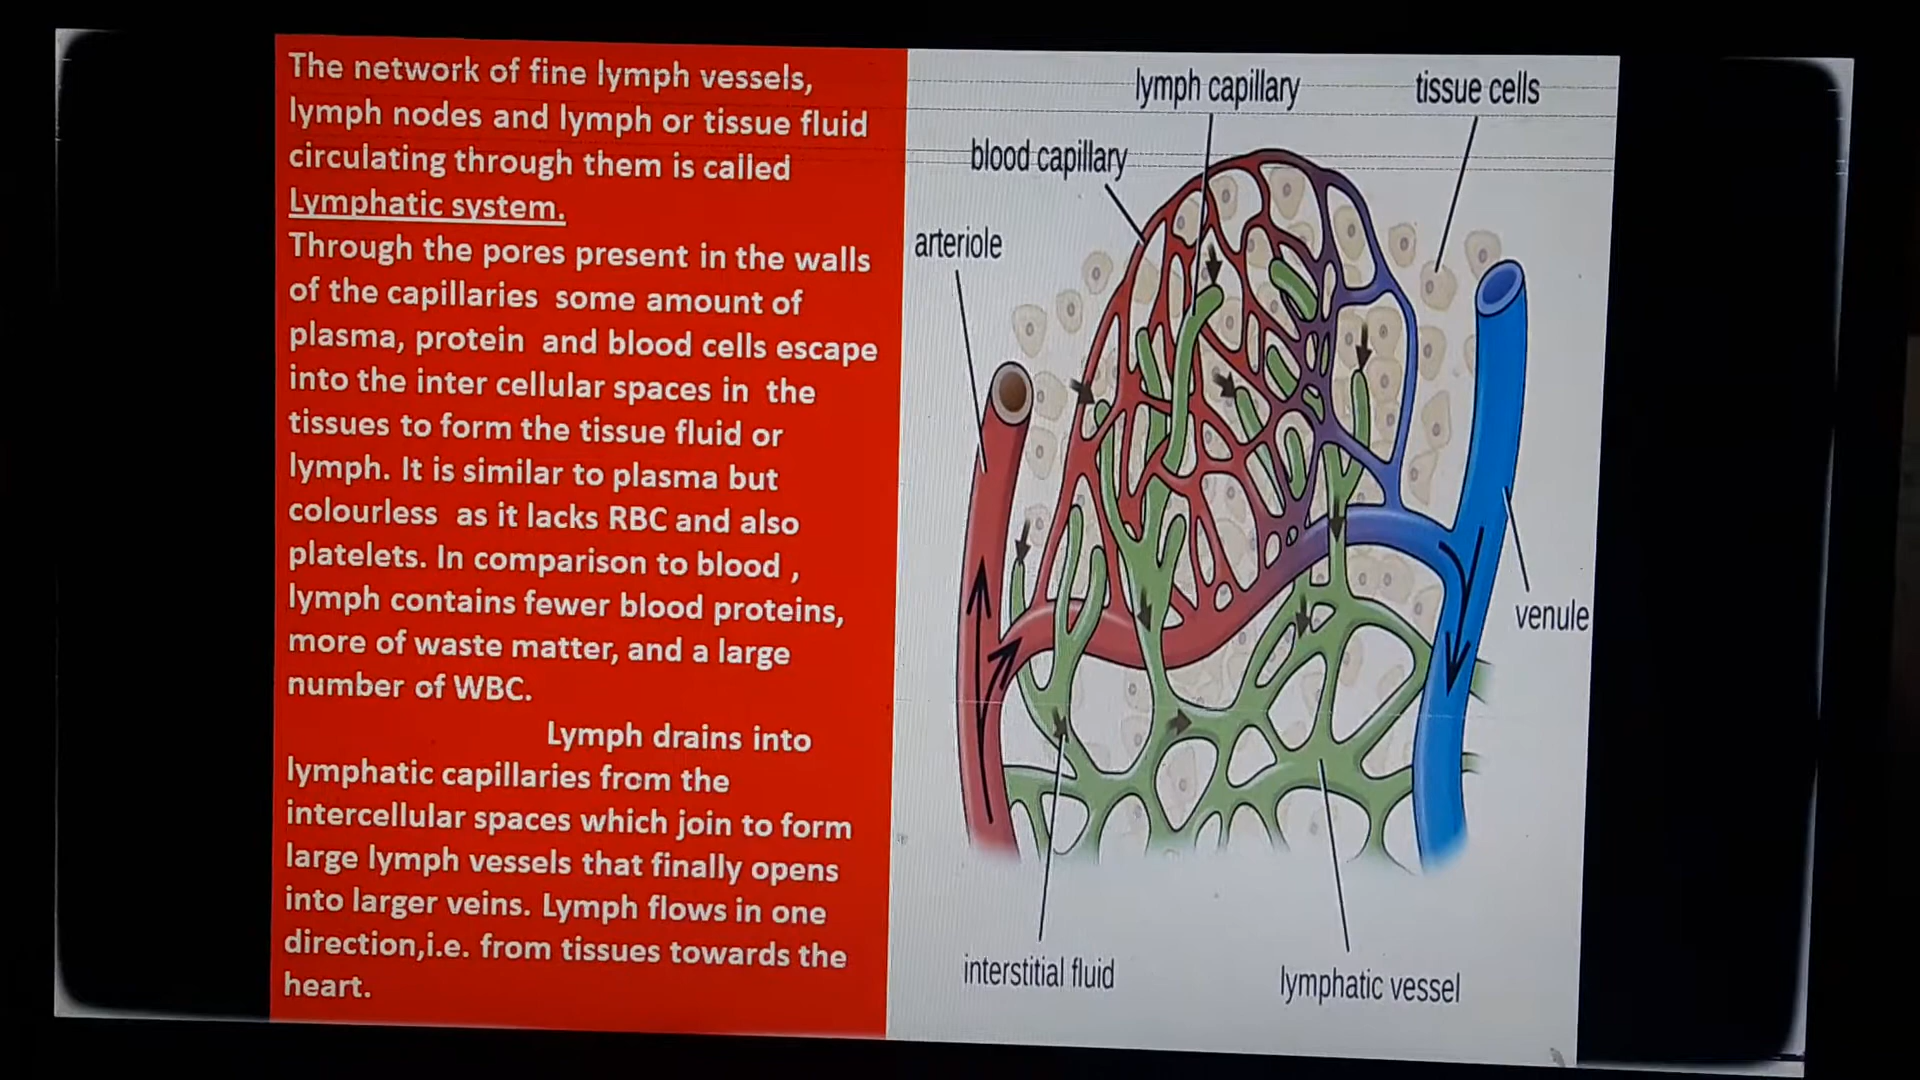 The network of fine lymph vessels,
lymph nodes and lymph or tissue fluid
circulating through them is called
Lymphatic system.
Through the pores present in the walls
of the capillaries some amount of
plasma, protein and blood cells escape
into the inter cellular spaces in the
tissues to form the tissue fluid or
lymph. It is similar to plasma but
colourless as it lacks RBC and also
platelets. In comparison to blood ,
lymph contains fewer blood proteins,
more of waste matter, and a large
number of WBC.
Lymph drains into
lymphatic capillaries from the
intercellular spaces which join to form
large lymph vessels that finally opens
into larger veins. Lymph flows in one
direction,i.e. from tissues towards the
heart.
lymph capillary
tissue cells
blood capillary
arteriole
venule
interstitial fluid
lymphatic vessel